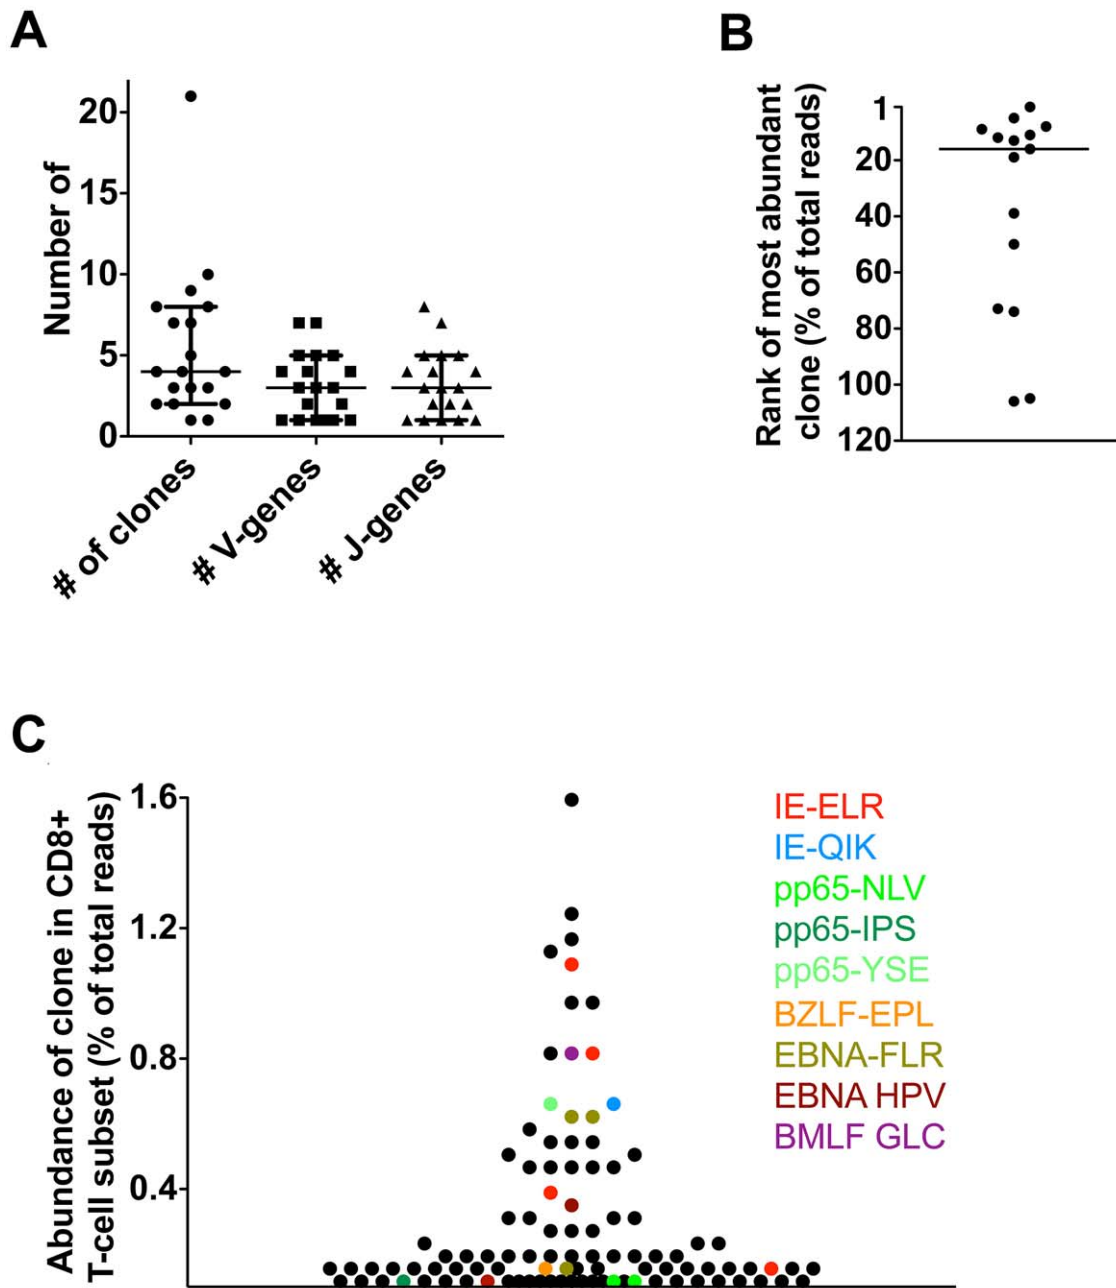 A
Number of
20
15
10
5
0
# of clones
# V-genes
# J-genes
B
Rank of most abundant
clone (% of total reads)
1
20
40
60
80
100
120
C
Abundance of clone in CD8+
T-cell subset (% of total reads)
1.6
1.2
0.8
0.4
IE-ELR
IE-QIK
pp65-NLV
pp65-IPS
pp65-YSE
BZLF-EPL
EBNA-FLR
EBNA HPV
BMLF GLC